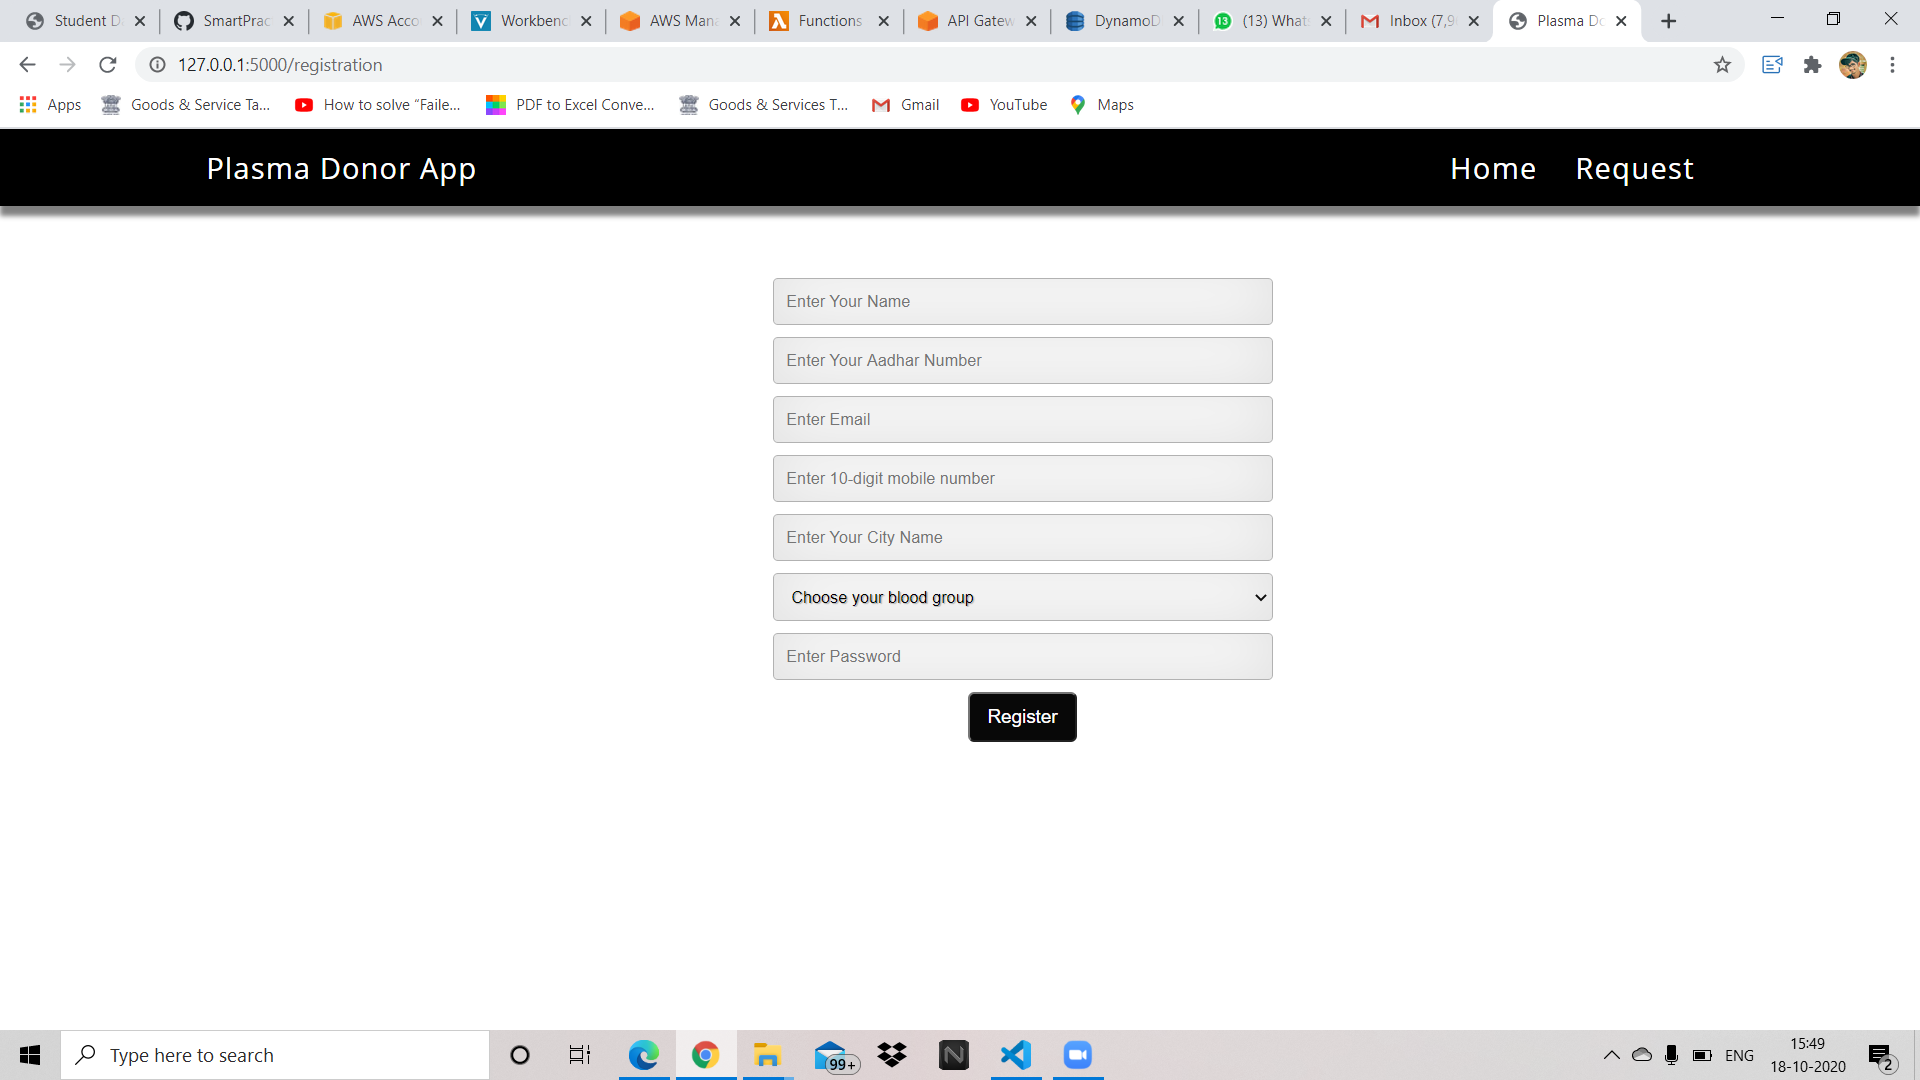 Student D
SmartPrac
AWS Acco
Workbenc
AWS Mana
Functions
API Gatew
DynamoD
(13) What
Inbox (7,9
Plasma Do
127.0.0.1:5000/registration
Apps
Goods & Service Ta...
How to solve “Faile...
PDF to Excel Conve...
Goods & Services T...
Gmail
YouTube
Maps
Plasma Donor App
Home
Request
Enter Your Name
Enter Your Aadhar Number
Enter Email
Enter 10-digit mobile number
Enter Your City Name
Choose your blood group
Enter Password
Register
Type here to search
99+
ENG
15:49
18-10-2020
2